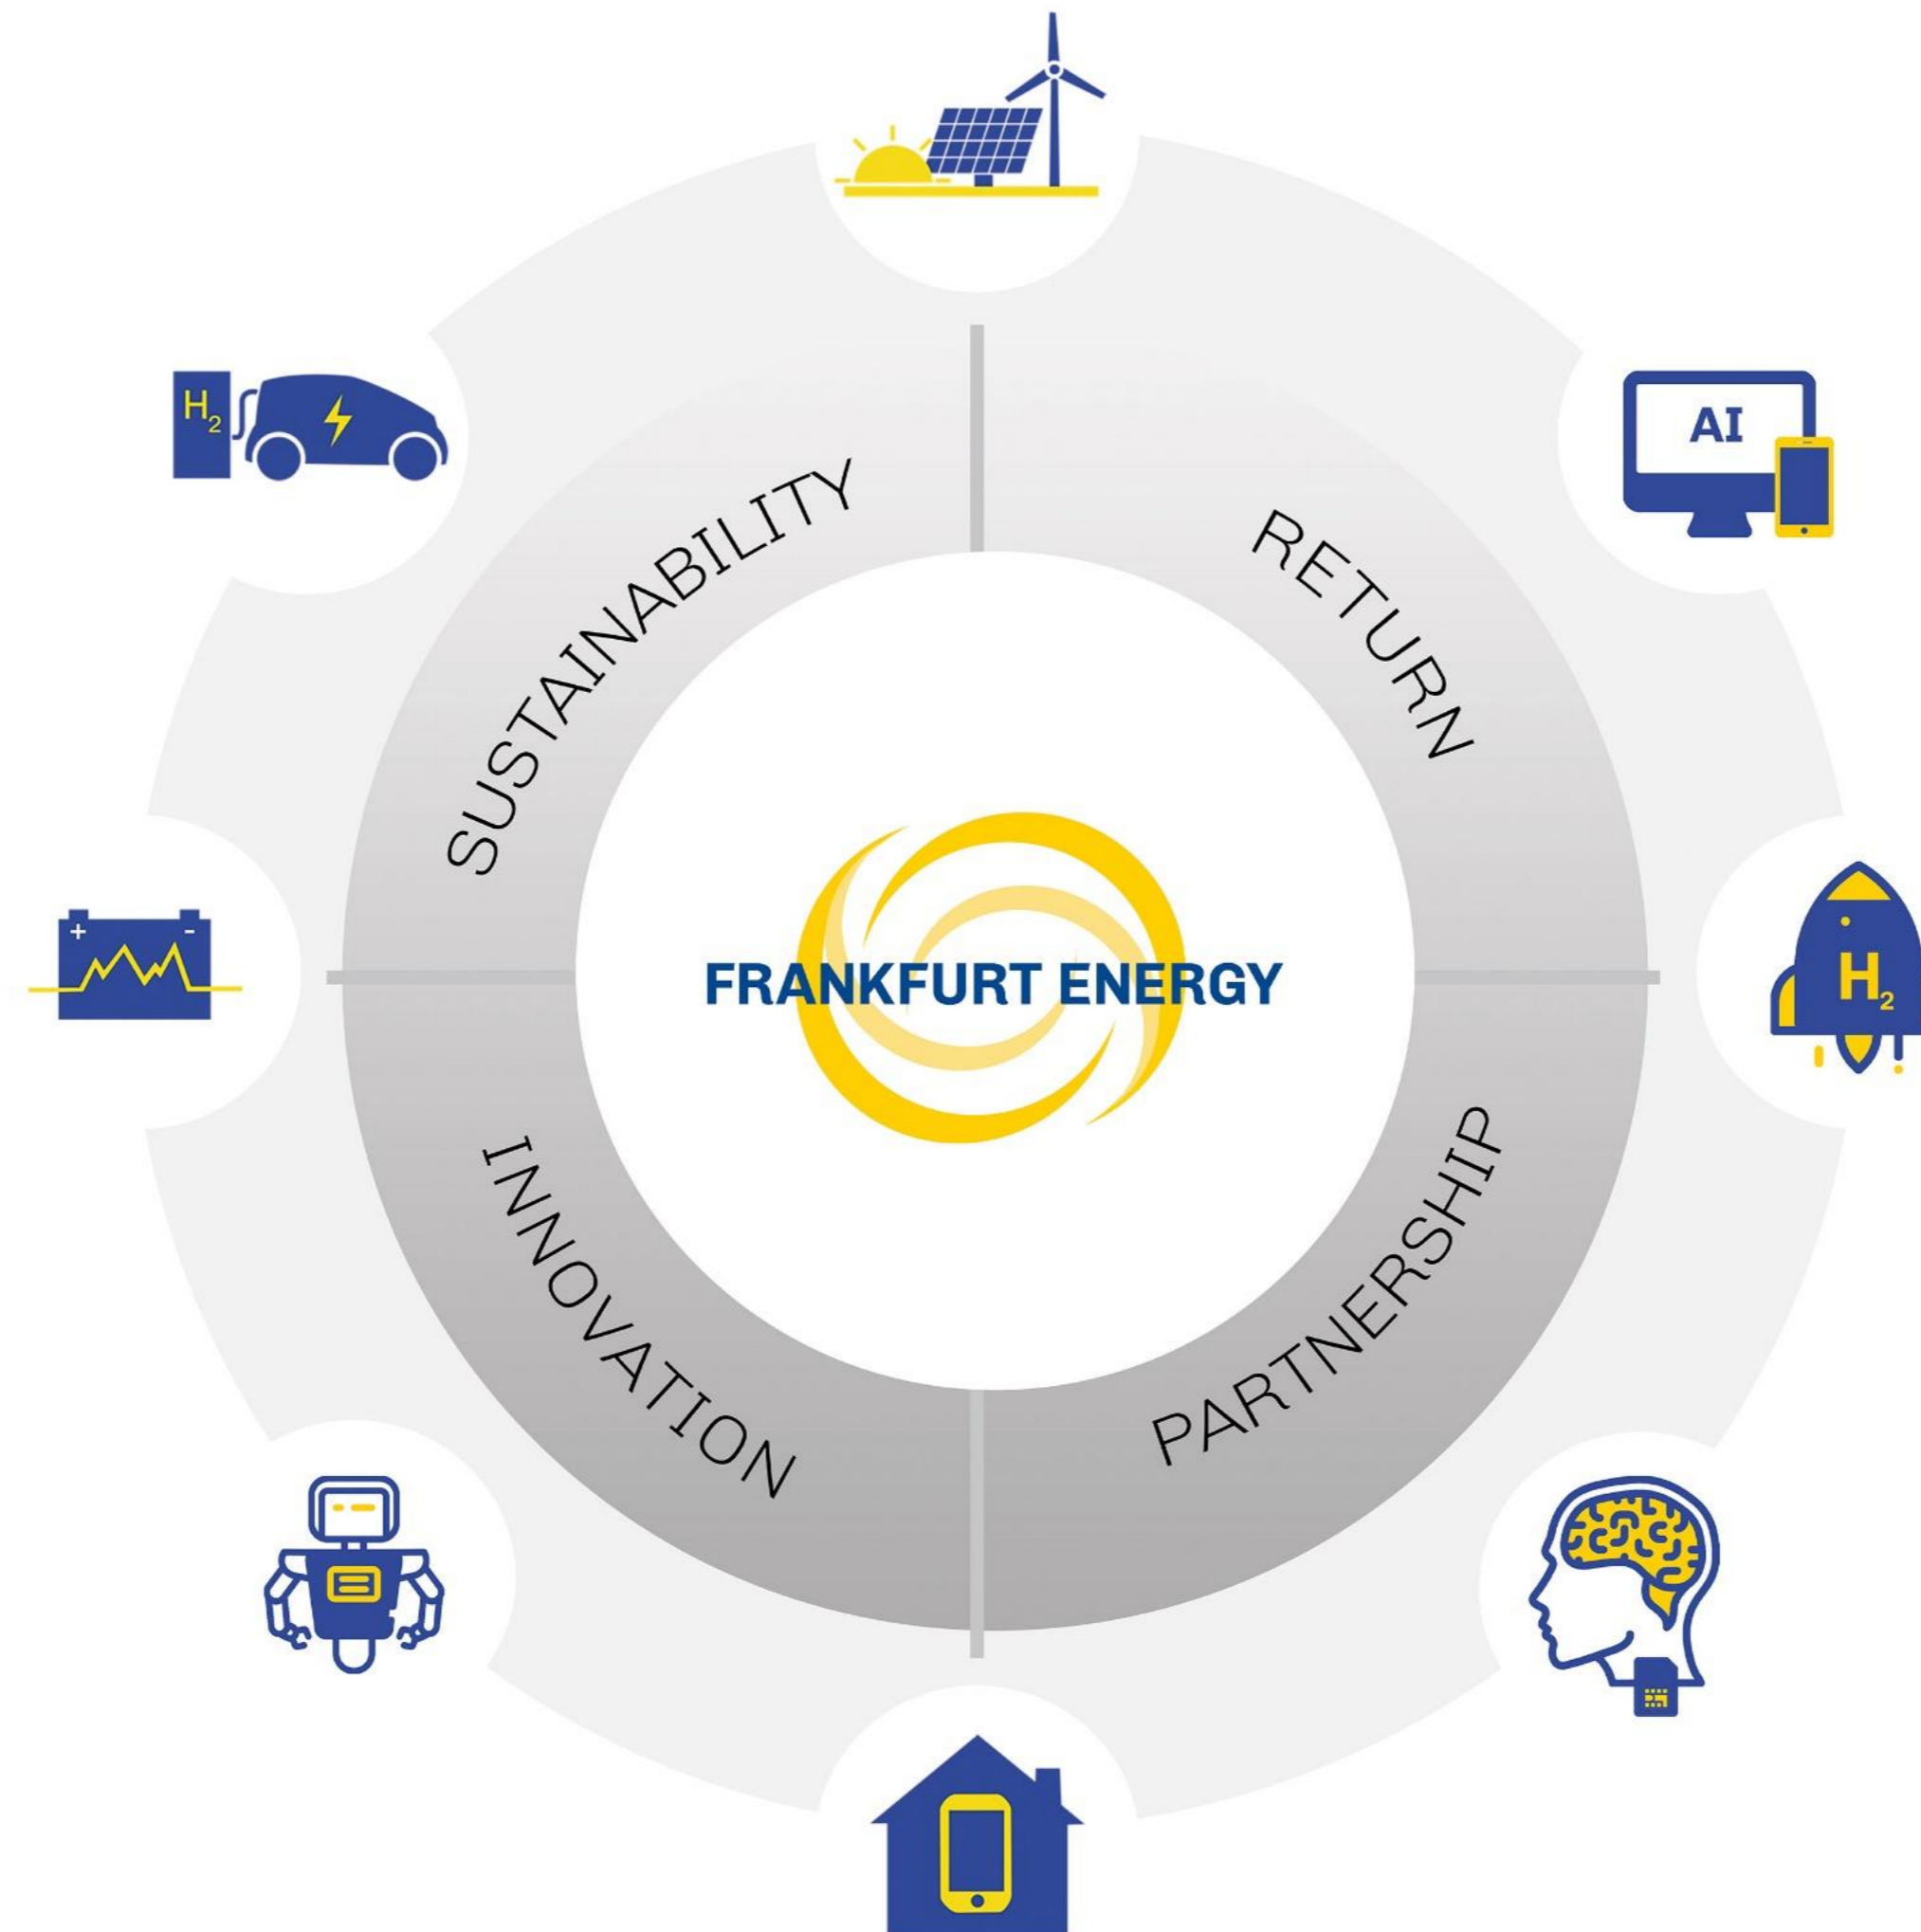 H₂
AI
SUSTAINABILITY
RETURN
+ -
FRANKFURT ENERGY
H₂
INNOVATION
PARTNERSHIP